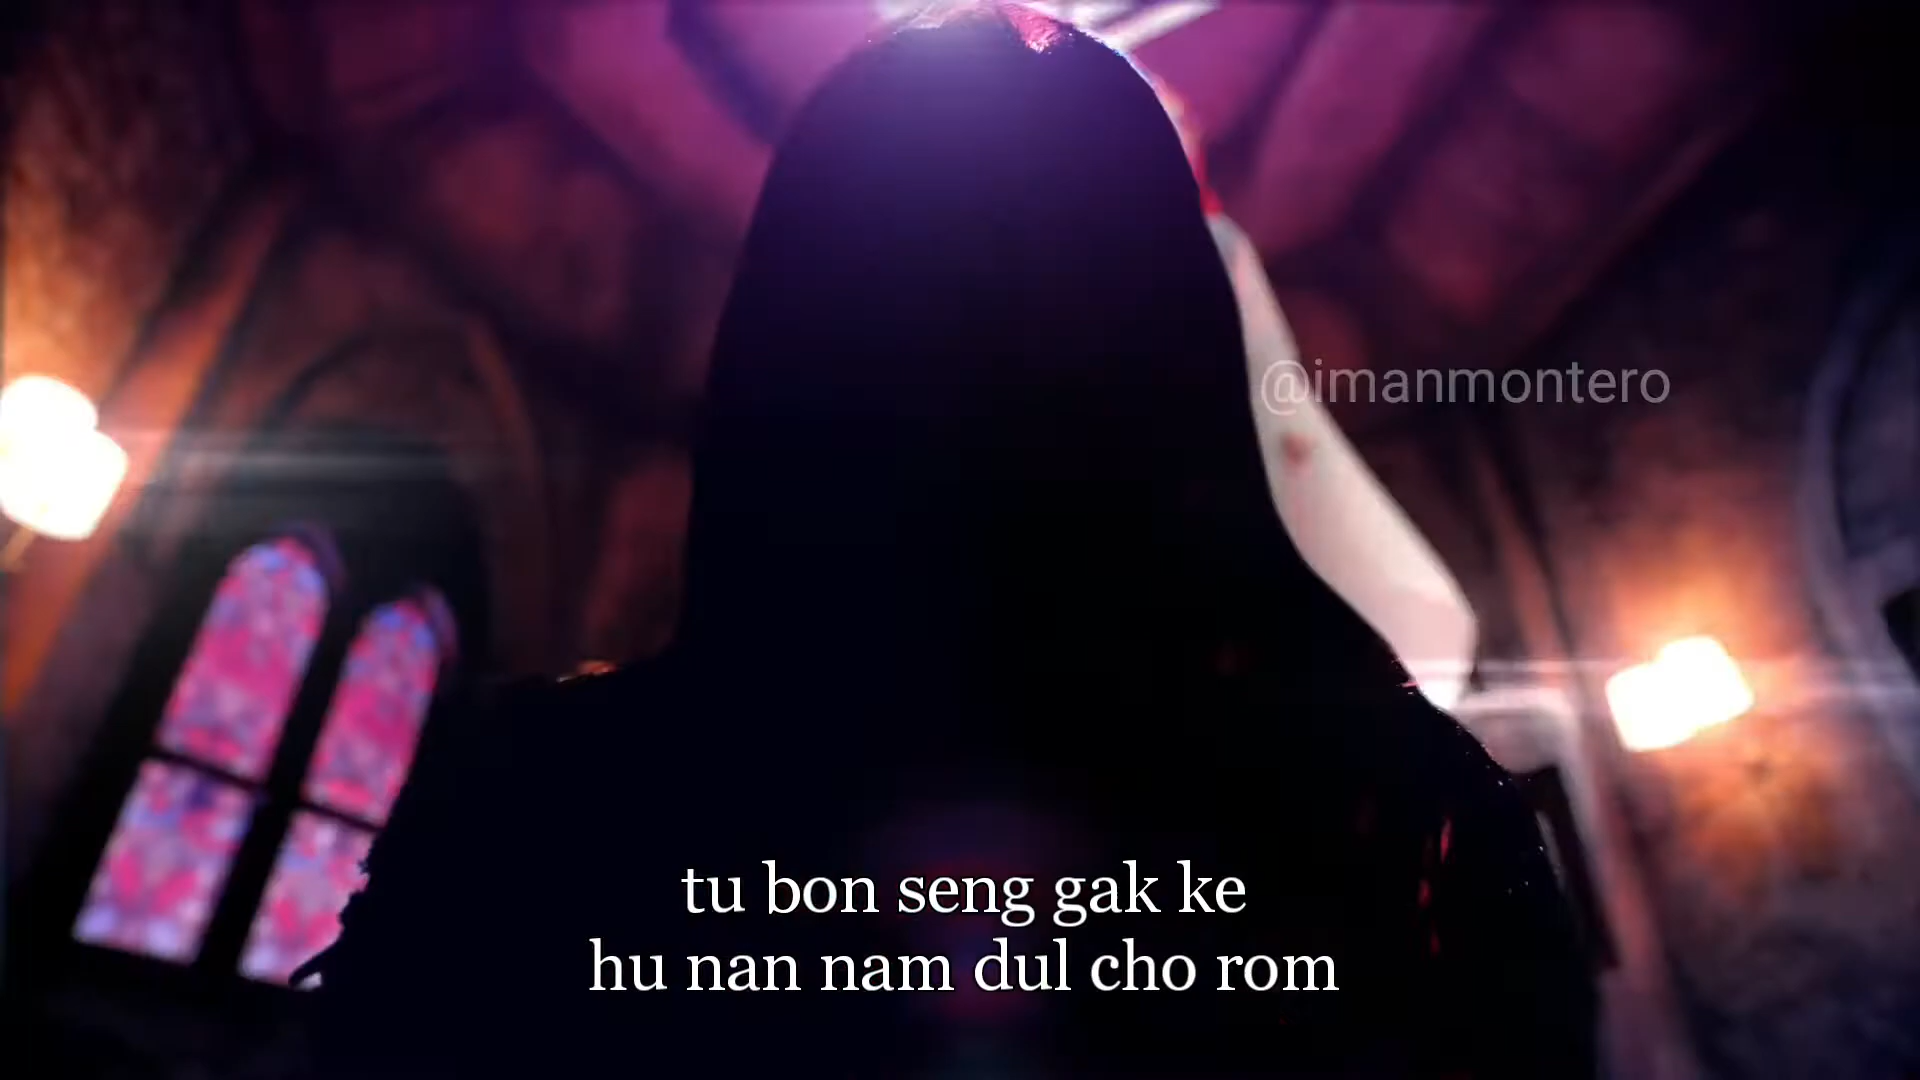 @imanmontero
tu bon seng gak ke
hu nan nam dul cho rom